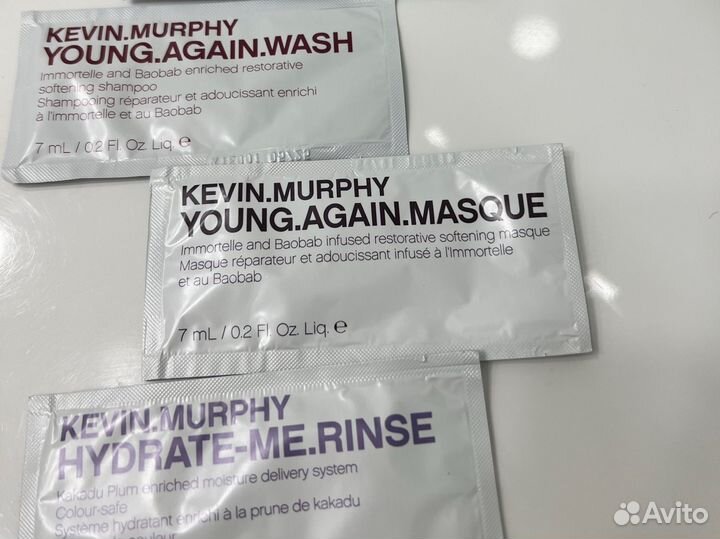 KEVIN.MURPHY
YOUNG.AGAIN.WASH
Immortelle and Baobab enriched restorative
softening shampoo
Shampooing réparateur et adoucissant enrichi
à l'immortelle et au Baobab
7 mL / 0.2 Fl. Oz. Liq. e
KEVIN.MURPHY
YOUNG.AGAIN.MASQUE
Immortelle and Baobab infused restorative softening masque
Masque réparateur et adoucissant infusé à l'Immortelle
et au Baobab
7 mL / 0.2 Fl. Oz. Liq. e
KEVIN.MURPHY
HYDRATE-ME.RINSE
Kakadu Plum enriched moisture delivery system
Colour-safe
Système hydratant enrichi à la prune de kakadu
couleur
Avito